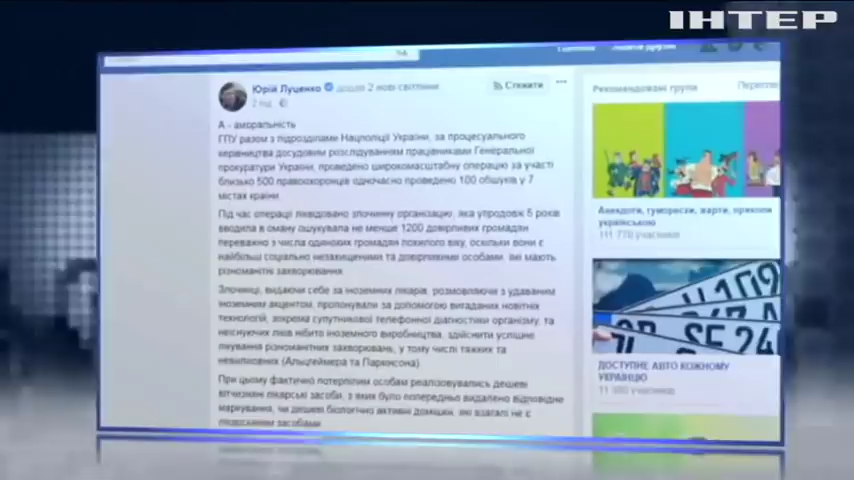 ІНТЕР
Юрій Луценко додав 2 нові світлини
2 год.
Стежити
А - аморальність
ГПУ разом з підрозділами Нацполіції України, за процесуального
керівництва досудовим розслідуванням працівниками Генеральної
прокуратури України, проведено широкомасштабну операцію за участі
близько 500 правоохоронців одночасно проведено 100 обшуків у 7
містах країни
Під час операції ліквідовано злочинну організацію, яка упродовж 5 років
вводила в оману ошукувала не менше 1200 довірливих громадян
переважно з числа одиноких громадян похилого віку, оскільки вони є
найбільш соціально незахищеними та довірливими особами, які мають
різноманітні захворювання
Злочинці, видаючи себе за іноземних лікарів, розмовляючи з удаваним
іноземним акцентом, пропонували за допомогою вигаданих новітніх
технологій, зокрема супутникової телефонної діагностики організму, та
неіснуючих ліків нібито іноземного виробництва, здійснити успішне
лікування різноманітних захворювань, у тому числі тяжких та
невиліковних (Альцгеймера та Паркінсона)
При цьому фактично потерпілим особам реалізовувались дешеві
вітчизняні лікарські засоби, з яких було попередньо видалено відповідне
маркування, чи дешеві біологічно активні домішки, які взагалі не є
лікарськими засобами
Рекомендовані групи
Анекдоти, гуморески, жарти, приколи
українською
111 770 учасників
ДОСТУПНЕ АВТО КОЖНОМУ
УКРАЇНЦЮ